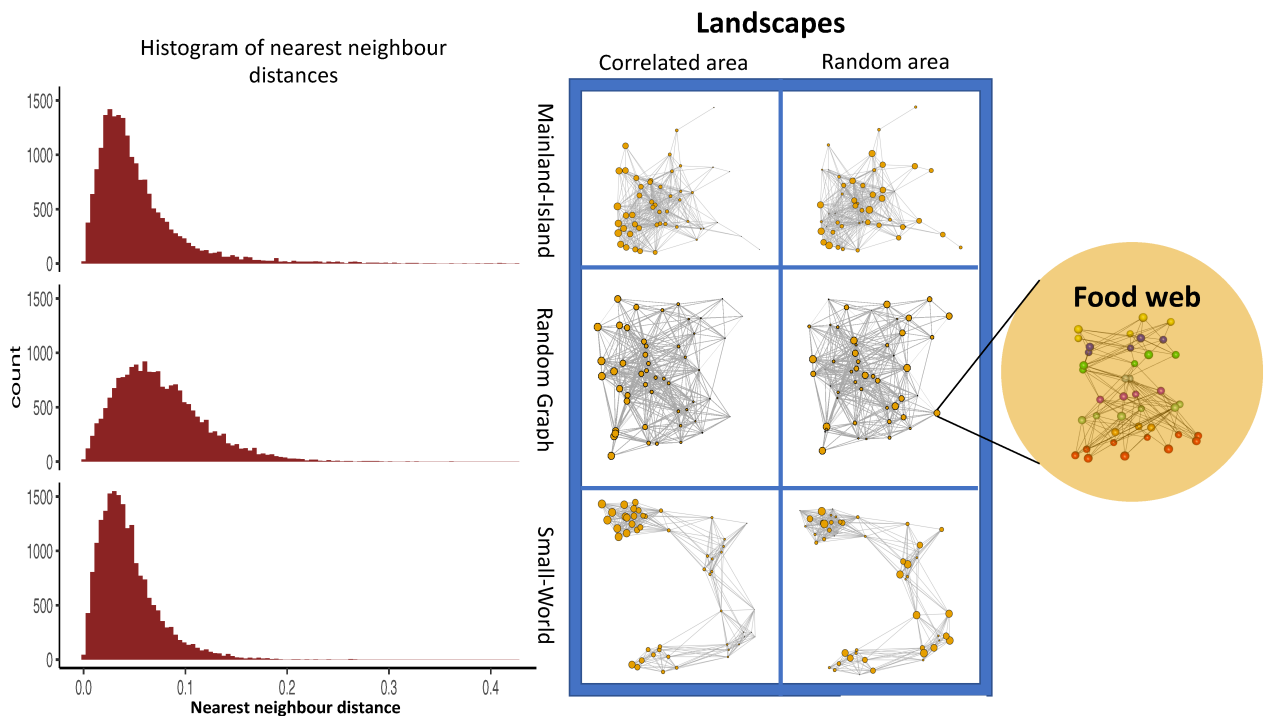 Landscapes
Histogram of nearest neighbour
distances
Correlated area
Random area
1500
1000
500
0
Mainland-Island
count
1500
1000
500
0
Random Graph
Food web
1500
1000
500
0
Small-World
0.0
0.1
0.2
0.3
0.4
Nearest neighbour distance